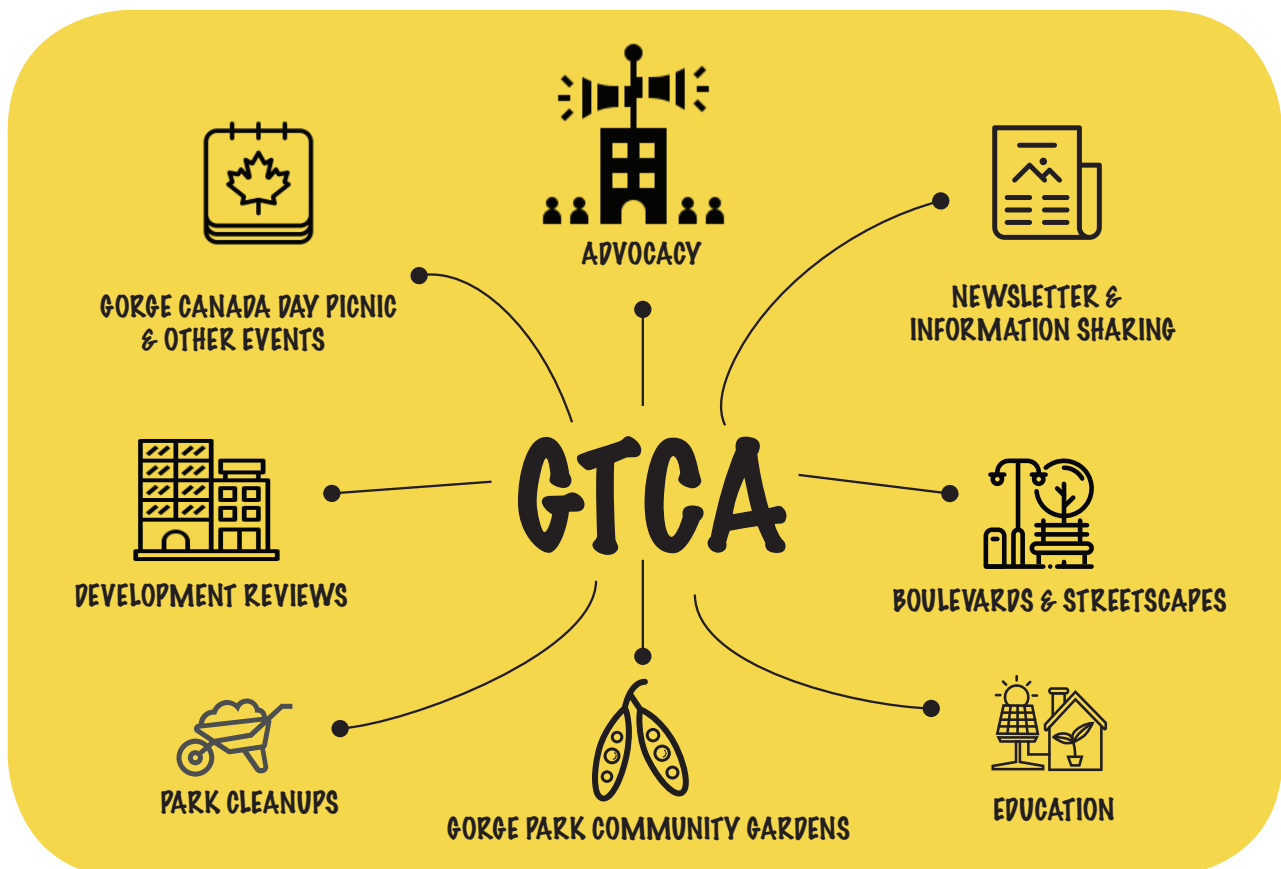 ADVOCACY
GORGE CANADA DAY PICNIC
& OTHER EVENTS
NEWSLETTER &
INFORMATION SHARING
GTCA
DEVELOPMENT REVIEWS
BOULEVARDS & STREETSCAPES
PARK CLEANUPS
GORGE PARK COMMUNITY GARDENS
EDUCATION